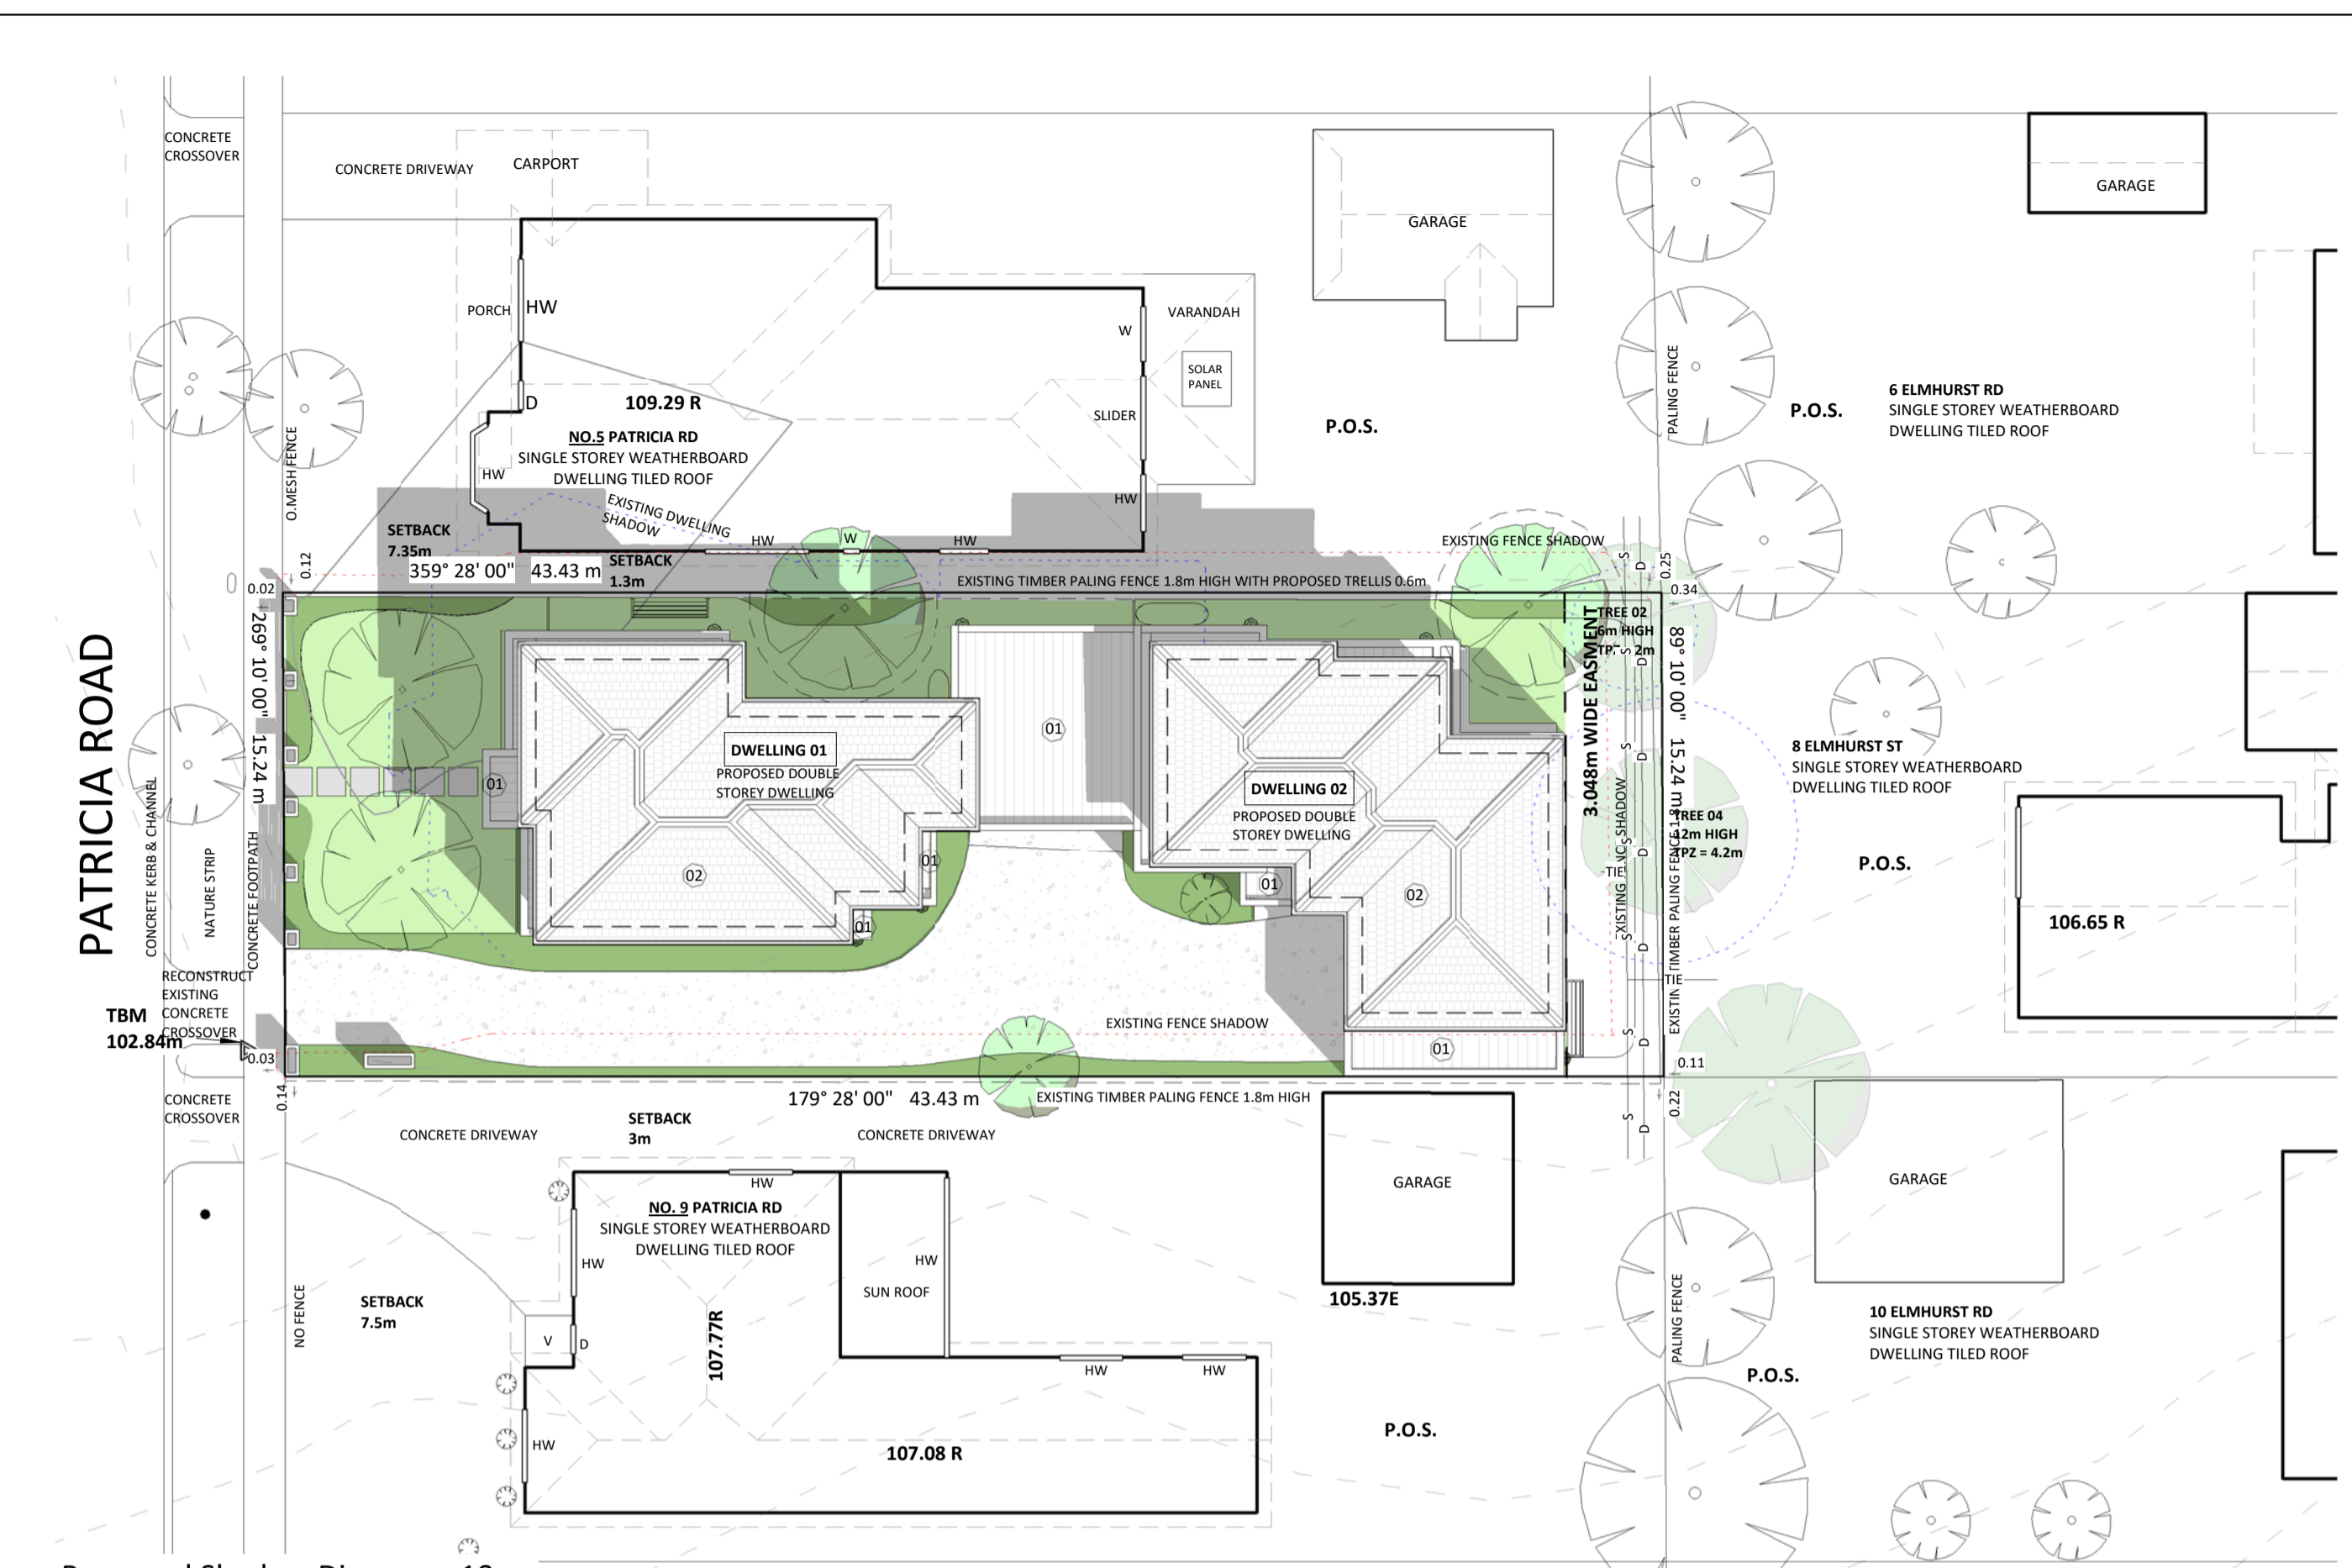 CONCRETE
CROSSOVER
CONCRETE DRIVEWAY
CARPORT
GARAGE
GARAGE
PORCH
HW
VARANDAH
W
SOLAR
PANEL
SLIDER
D
109.29 R
NO.5 PATRICIA RD
SINGLE STOREY WEATHERBOARD
DWELLING TILED ROOF
HW
HW
P.O.S.
PALING FENCE
P.O.S.
6 ELMHURST RD
SINGLE STOREY WEATHERBOARD
DWELLING TILED ROOF
O.MESH FENCE
EXISTING DWELLING
SHADOW
SETBACK
7.35m
HW
W
HW
EXISTING FENCE SHADOW
S
D
0.25
0.12
359° 28' 00"
43.43 m
SETBACK
1.3m
EXISTING TIMBER PALING FENCE 1.8m HIGH WITH PROPOSED TRELLIS 0.6m
0.02
0.34
TREE 02
6m HIGH
S
D
PATRICIA ROAD
269° 10' 00"
15.24 m
3.048m WIDE EASMENT
89° 10' 00"
15.24 m
01
DWELLING 01
PROPOSED DOUBLE
STOREY DWELLING
01
DWELLING 02
PROPOSED DOUBLE
STOREY DWELLING
S
D
8 ELMHURST ST
SINGLE STOREY WEATHERBOARD
DWELLING TILED ROOF
CONCRETE KERB & CHANNEL
NATURE STRIP
CONCRETE FOOTPATH
02
01
01
01
02
TIE
S
D
TREE 04
12m HIGH
TPZ = 4.2m
P.O.S.
106.65 R
S
D
TIE
RECONSTRUCT
EXISTING
CONCRETE
CROSSOVER
TBM
102.84m
EXISTING FENCE SHADOW
01
S
D
0.03
0.11
0.14
0.22
179° 28' 00"
43.43 m
EXISTING TIMBER PALING FENCE 1.8m HIGH
CONCRETE
CROSSOVER
SETBACK
3m
CONCRETE DRIVEWAY
CONCRETE DRIVEWAY
S
D
HW
NO. 9 PATRICIA RD
SINGLE STOREY WEATHERBOARD
DWELLING TILED ROOF
HW
HW
SUN ROOF
GARAGE
GARAGE
105.37E
SETBACK
7.5m
NO FENCE
V
D
107.77R
PALING FENCE
10 ELMHURST RD
SINGLE STOREY WEATHERBOARD
DWELLING TILED ROOF
HW
HW
P.O.S.
HW
107.08 R
P.O.S.